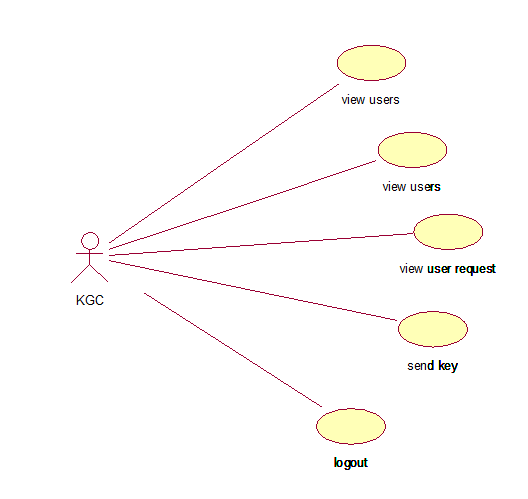 view users
view users
view user request
KGC
send key
logout